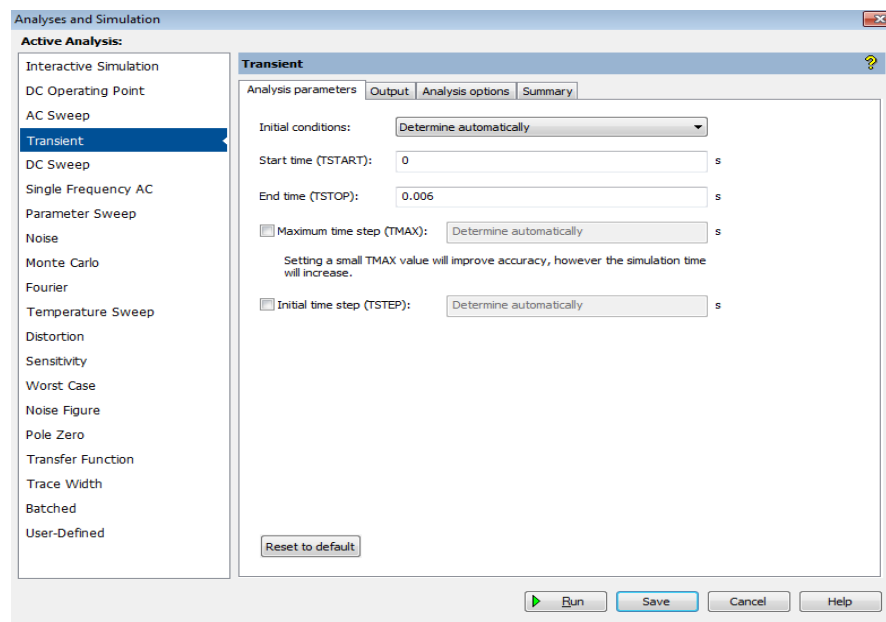 Analyses and Simulation
Active Analysis:
Interactive Simulation
DC Operating Point
AC Sweep
Transient
DC Sweep
Single Frequency AC
Parameter Sweep
Noise
Monte Carlo
Fourier
Temperature Sweep
Distortion
Sensitivity
Worst Case
Noise Figure
Pole Zero
Transfer Function
Trace Width
Batched
User-Defined
Transient
Analysis parameters Output Analysis options Summary
Initial conditions: Determine automatically
Start time (TSTART): 0 s
End time (TSTOP): 0.006 s
Maximum time step (TMAX): Determine automatically s
Setting a small TMAX value will improve accuracy, however the simulation time
will increase.
Initial time step (TSTEP): Determine automatically s
Reset to default
Run Save Cancel Help